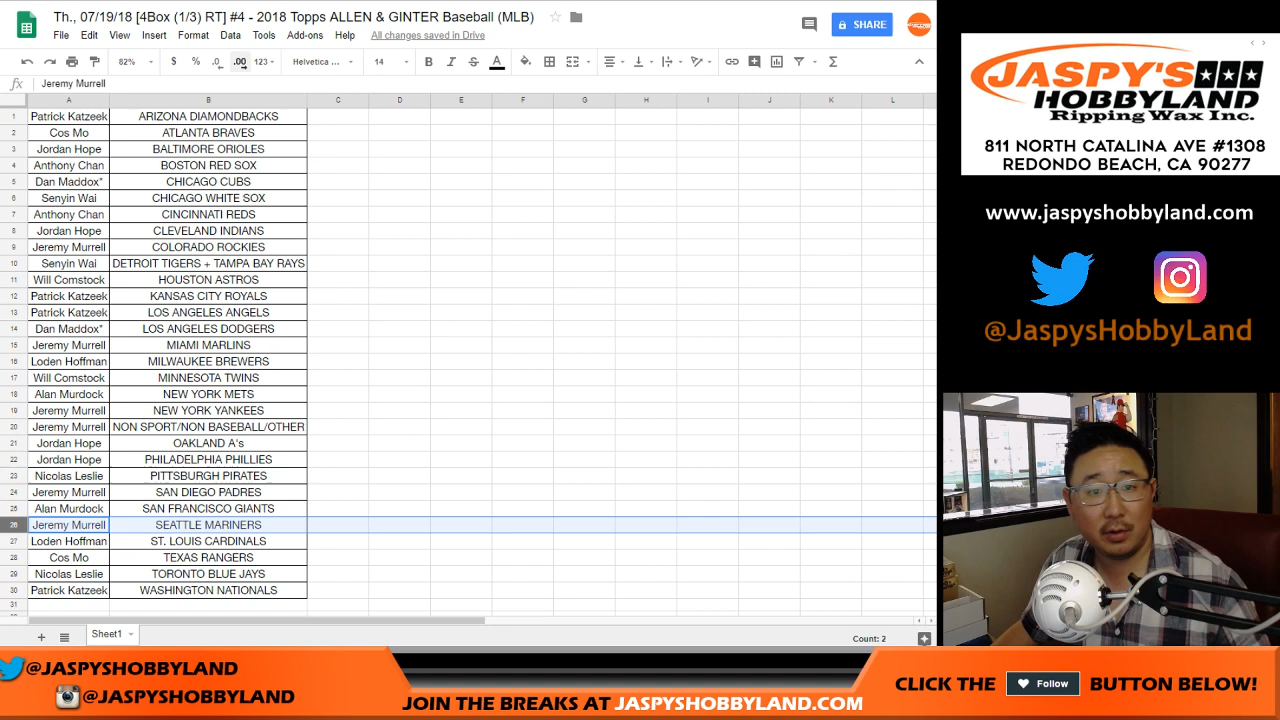 Th., 07/19/18 [4Box (1/3) RT] #4 - 2018 Topps ALLEN & GINTER Baseball (MLB)
SHARE
File Edit View Insert Format Data Tools Add-ons Help All changes saved in Drive
82% $ % .0 .00 123 Helvetica ... 14 B I S A
fx Jeremy Murrell
A B C D E F G H I J K L
1 Patrick Katzeek ARIZONA DIAMONDBACKS
2 Cos Mo ATLANTA BRAVES
3 Jordan Hope BALTIMORE ORIOLES
4 Anthony Chan BOSTON RED SOX
5 Dan Maddox* CHICAGO CUBS
6 Senyin Wai CHICAGO WHITE SOX
7 Anthony Chan CINCINNATI REDS
8 Jordan Hope CLEVELAND INDIANS
9 Jeremy Murrell COLORADO ROCKIES
10 Senyin Wai DETROIT TIGERS + TAMPA BAY RAYS
11 Will Comstock HOUSTON ASTROS
12 Patrick Katzeek KANSAS CITY ROYALS
13 Patrick Katzeek LOS ANGELES ANGELS
14 Dan Maddox* LOS ANGELES DODGERS
15 Jeremy Murrell MIAMI MARLINS
16 Loden Hoffman MILWAUKEE BREWERS
17 Will Comstock MINNESOTA TWINS
18 Alan Murdock NEW YORK METS
19 Jeremy Murrell NEW YORK YANKEES
20 Jeremy Murrell NON SPORT/NON BASEBALL/OTHER
21 Jordan Hope OAKLAND A's
22 Jordan Hope PHILADELPHIA PHILLIES
23 Nicolas Leslie PITTSBURGH PIRATES
24 Jeremy Murrell SAN DIEGO PADRES
25 Alan Murdock SAN FRANCISCO GIANTS
26 Jeremy Murrell SEATTLE MARINERS
27 Loden Hoffman ST. LOUIS CARDINALS
28 Cos Mo TEXAS RANGERS
29 Nicolas Leslie TORONTO BLUE JAYS
30 Patrick Katzeek WASHINGTON NATIONALS
31
Sheet1
Count: 2
JASPY'S
HOBBYLAND
Ripping Wax Inc.
811 NORTH CATALINA AVE #1308
REDONDO BEACH, CA 90277
www.jaspyshobbyland.com
@JaspysHobbyLand
@JASPYSHOBBYLAND
@JASPYSHOBBYLAND
JOIN THE BREAKS AT JASPYSHOBBYLAND.COM
CLICK THE Follow BUTTON BELOW!